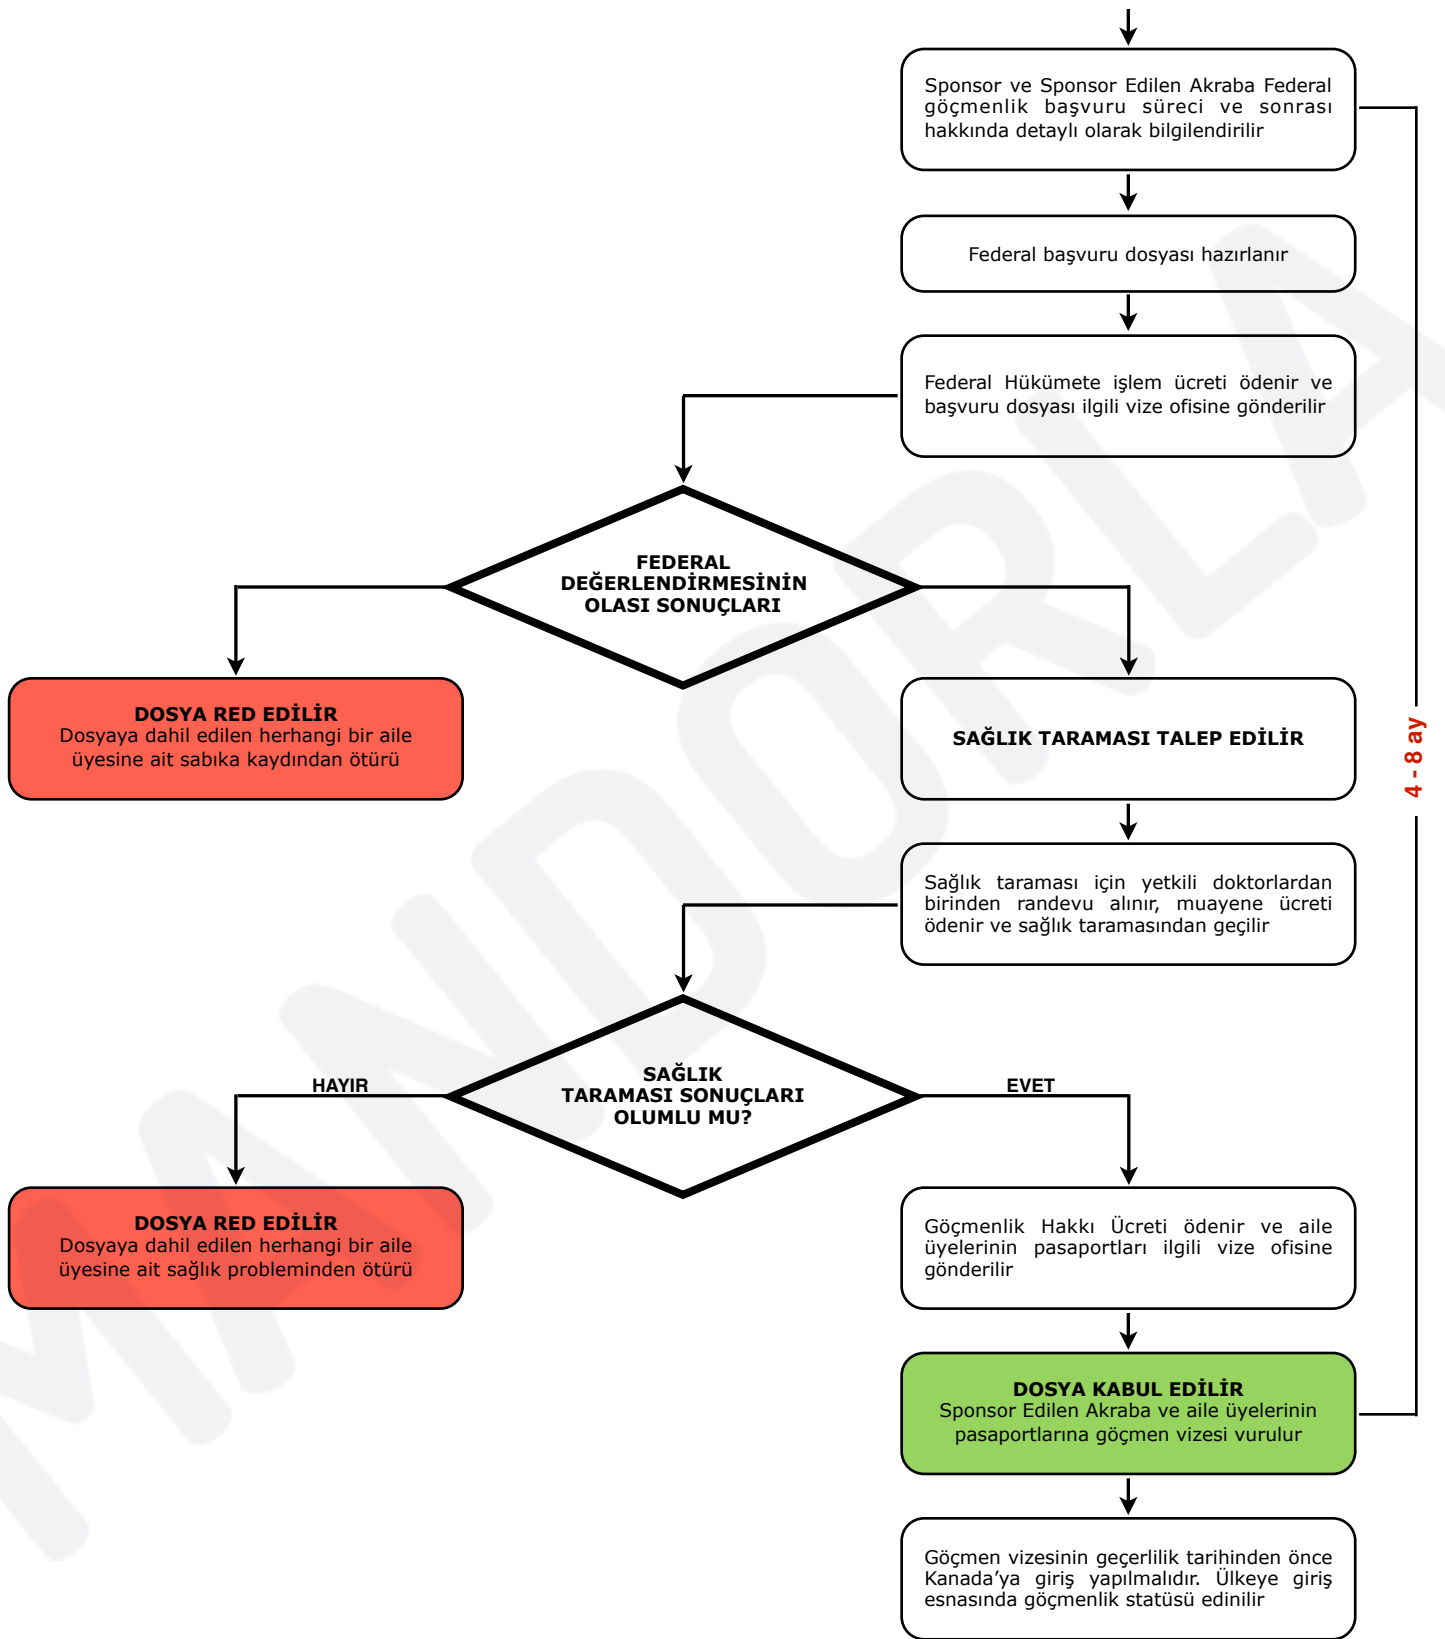 Sponsor ve Sponsor Edilen Akraba Federal
göçmenlik başvuru süreci ve sonrası
hakkında detaylı olarak bilgilendirilir
Federal başvuru dosyası hazırlanır
Federal Hükümete işlem ücreti ödenir ve
başvuru dosyası ilgili vize ofisine gönderilir
FEDERAL
DEĞERLENDİRMESİNİN
OLASI SONUÇLARI
DOSYA RED EDİLİR
Dosyaya dahil edilen herhangi bir aile
üyesine ait sabıka kaydından ötürü
SAĞLIK TARAMASI TALEP EDİLİR
4 - 8 ay
Sağlık taraması için yetkili doktorlardan
birinden randevu alınır, muayene ücreti
ödenir ve sağlık taramasından geçilir
SAĞLIK
TARAMASI SONUÇLARI
OLUMLU MU?
HAYIR
EVET
DOSYA RED EDİLİR
Dosyaya dahil edilen herhangi bir aile
üyesine ait sağlık probleminden ötürü
Göçmenlik Hakkı Ücreti ödenir ve aile
üyelerinin pasaportları ilgili vize ofisine
gönderilir
DOSYA KABUL EDİLİR
Sponsor Edilen Akraba ve aile üyelerinin
pasaportlarına göçmen vizesi vurulur
Göçmen vizesinin geçerlilik tarihinden önce
Kanada’ya giriş yapılmalıdır. Ülkeye giriş
esnasında göçmenlik statüsü edinilir
MANDORLA